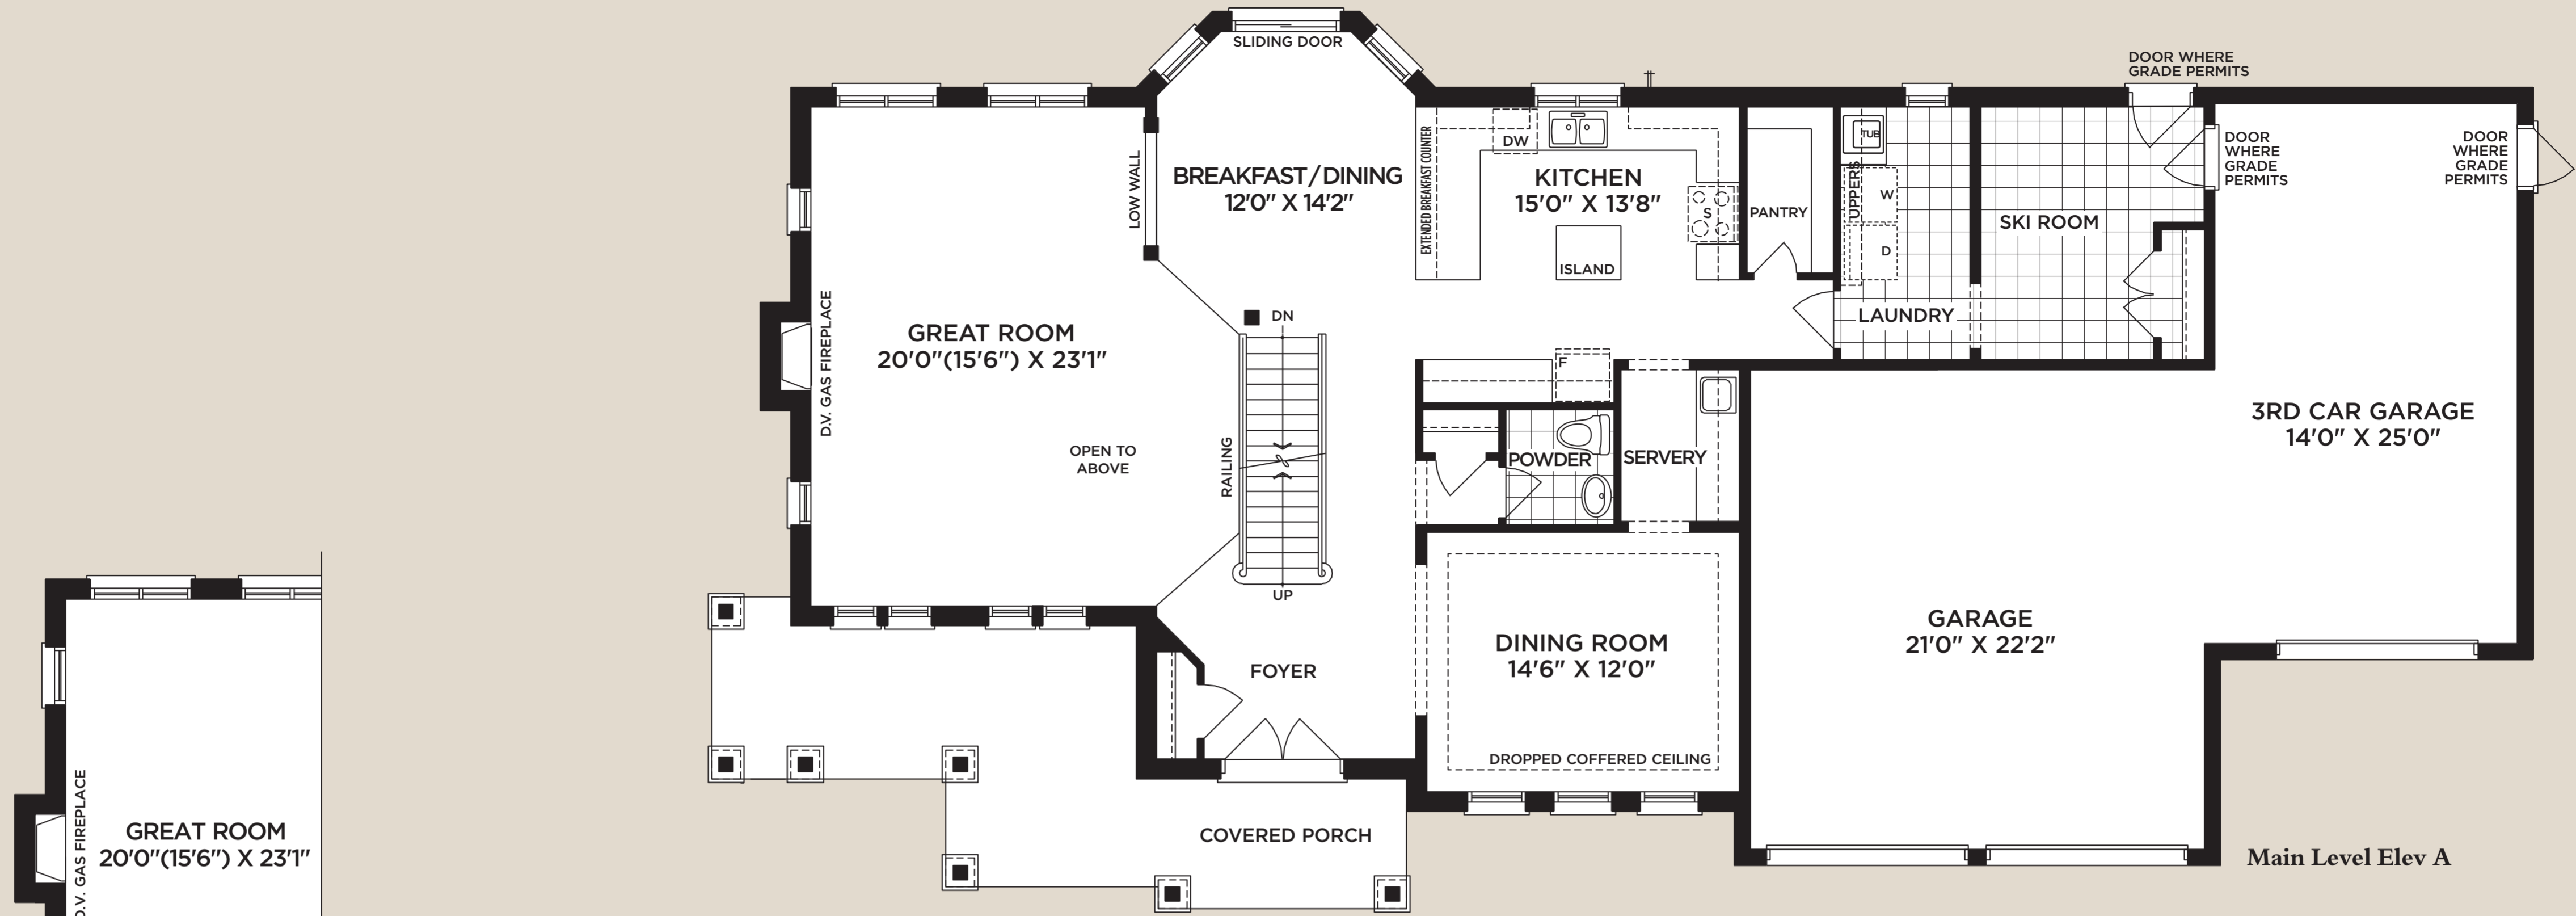 SLIDING DOOR
DOOR WHERE
GRADE PERMITS
EXTENDED BREAKFAST COUNTER
DW
TUB
UPPERS
W
D
DOOR
WHERE
GRADE
PERMITS
DOOR
WHERE
GRADE
PERMITS
LOW WALL
BREAKFAST/DINING
12'0" X 14'2"
KITCHEN
15'0" X 13'8"
S
PANTRY
SKI ROOM
ISLAND
D.V. GAS FIREPLACE
GREAT ROOM
20'0"(15'6") X 23'1"
DN
LAUNDRY
F
3RD CAR GARAGE
14'0" X 25'0"
OPEN TO
ABOVE
RAILING
POWDER
SERVERY
UP
GARAGE
21'0" X 22'2"
DINING ROOM
14'6" X 12'0"
FOYER
DROPPED COFFERED CEILING
D.V. GAS FIREPLACE
GREAT ROOM
20'0"(15'6") X 23'1"
COVERED PORCH
Main Level Elev A